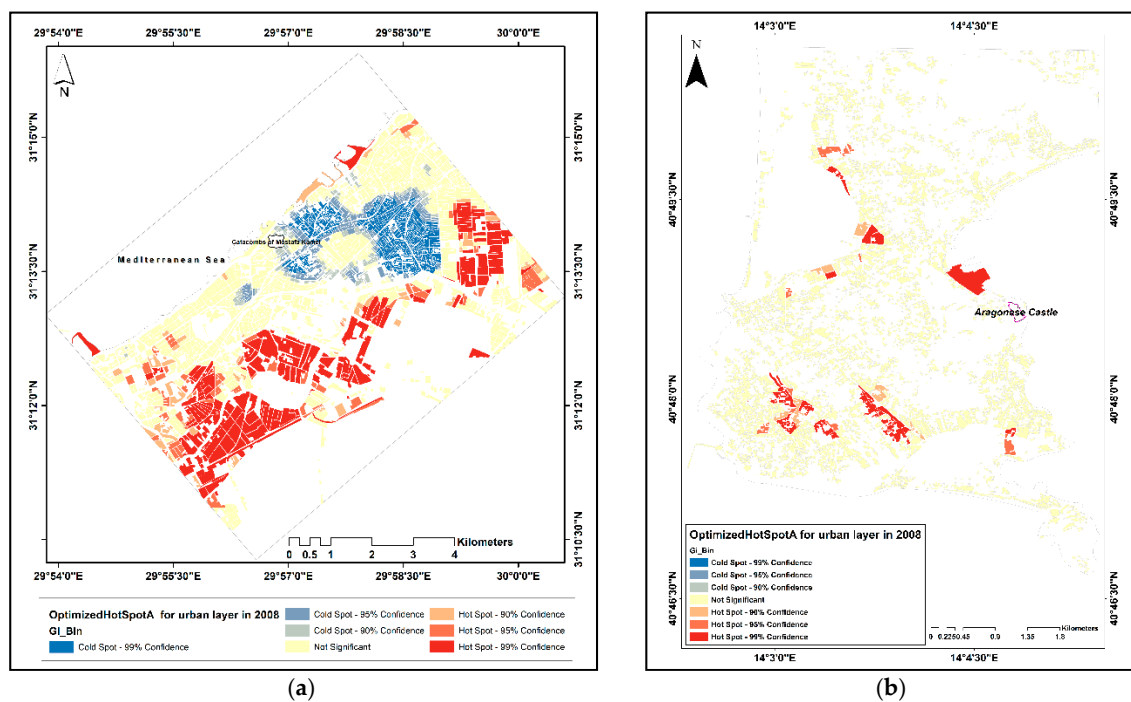 29°54'0"E 29°55'30"E 29°57'0"E 29°58'30"E 30°0'0"E
N
31°15'0"N
31°13'30"N
31°12'0"N
31°10'30"N
Catacombs of Mostafa Kamel
Mediterranean Sea
Kilometers
0 0.5 1 2 3 4
29°54'0"E 29°55'30"E 29°57'0"E 29°58'30"E 30°0'0"E
OptimizedHotSpotA for urban layer in 2008
Gi_Bin
Cold Spot - 99% Confidence
Cold Spot - 95% Confidence
Cold Spot - 90% Confidence
Not Significant
Hot Spot - 90% Confidence
Hot Spot - 95% Confidence
Hot Spot - 99% Confidence
(a)
14°3'0"E 14°4'30"E
N
40°49'30"N 40°49'30"N
Aragonase Castle
40°48'0"N 40°48'0"N
40°46'30"N 40°46'30"N
OptimizedHotSpotA for urban layer in 2008
Gi_Bin
Cold Spot - 99% Confidence
Cold Spot - 95% Confidence
Cold Spot - 90% Confidence
Not Significant
Hot Spot - 90% Confidence
Hot Spot - 95% Confidence
Hot Spot - 99% Confidence
Kilometers
0 0.225 0.45 0.9 1.35 1.8
14°3'0"E 14°4'30"E
(b)